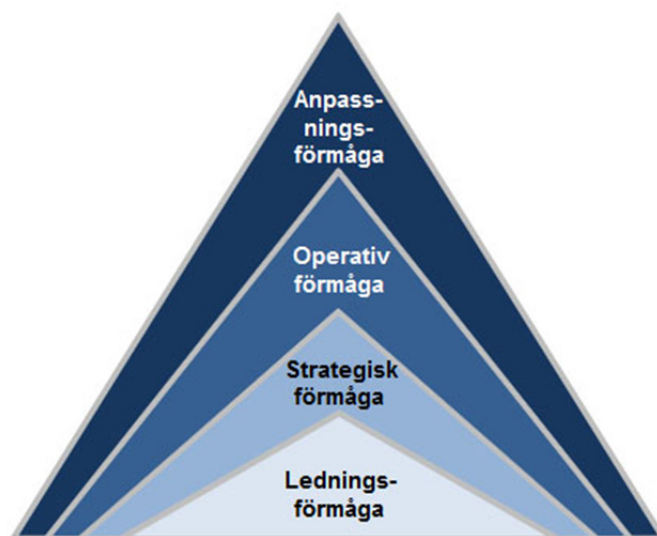 Anpass-
nings-
förmåga
Operativ
förmåga
Strategisk
förmåga
Lednings-
förmåga